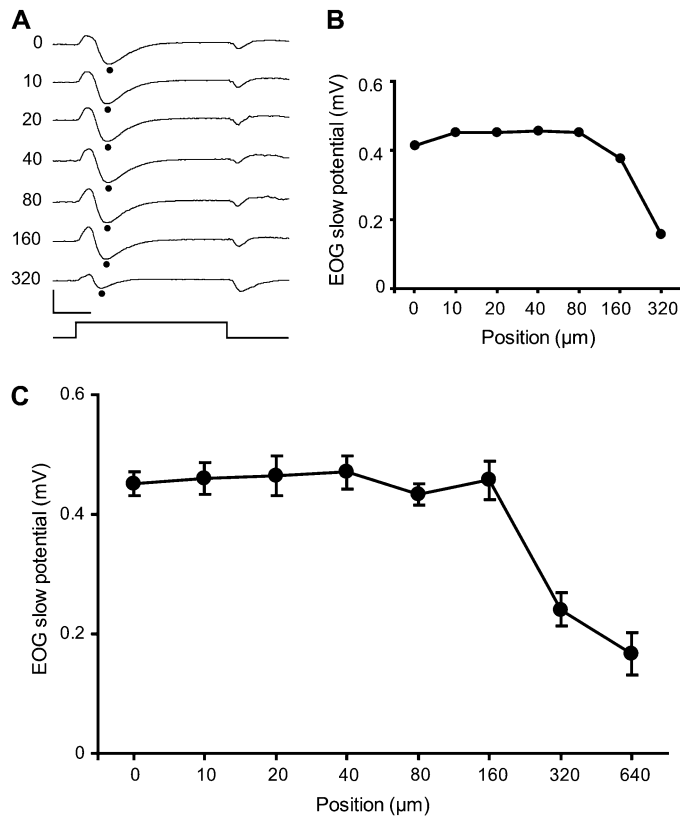 A
0
10
20
40
80
160
320
B
EOG slow potential (mV)
0.6
0.4
0.2
0
0 10 20 40 80 160 320
Position (µm)
C
EOG slow potential (mV)
0.6
0.4
0.2
0
0 10 20 40 80 160 320 640
Position (µm)